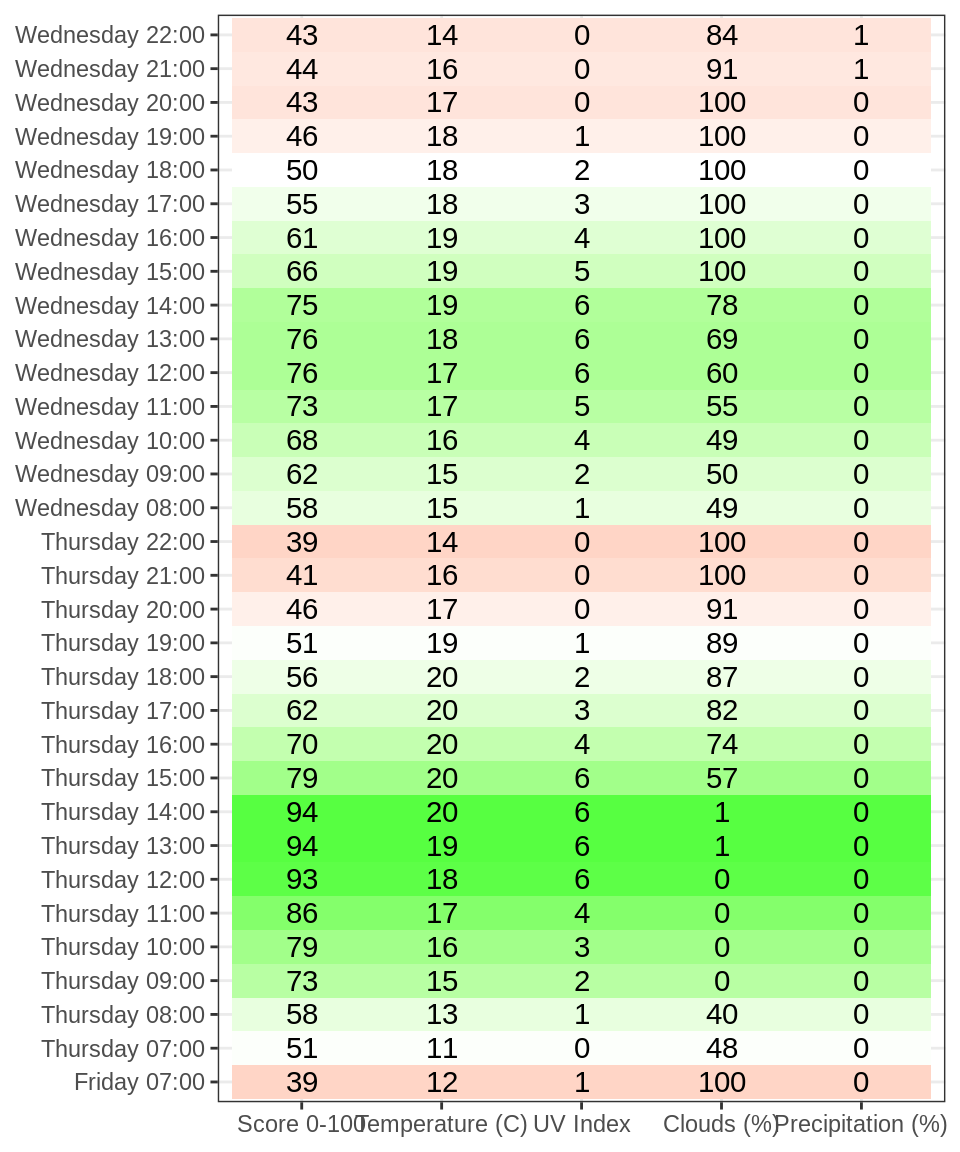 Wednesday 22:00 43 14 0 84 1
Wednesday 21:00 44 16 0 91 1
Wednesday 20:00 43 17 0 100 0
Wednesday 19:00 46 18 1 100 0
Wednesday 18:00 50 18 2 100 0
Wednesday 17:00 55 18 3 100 0
Wednesday 16:00 61 19 4 100 0
Wednesday 15:00 66 19 5 100 0
Wednesday 14:00 75 19 6 78 0
Wednesday 13:00 76 18 6 69 0
Wednesday 12:00 76 17 6 60 0
Wednesday 11:00 73 17 5 55 0
Wednesday 10:00 68 16 4 49 0
Wednesday 09:00 62 15 2 50 0
Wednesday 08:00 58 15 1 49 0
Thursday 22:00 39 14 0 100 0
Thursday 21:00 41 16 0 100 0
Thursday 20:00 46 17 0 91 0
Thursday 19:00 51 19 1 89 0
Thursday 18:00 56 20 2 87 0
Thursday 17:00 62 20 3 82 0
Thursday 16:00 70 20 4 74 0
Thursday 15:00 79 20 6 57 0
Thursday 14:00 94 20 6 1 0
Thursday 13:00 94 19 6 1 0
Thursday 12:00 93 18 6 0 0
Thursday 11:00 86 17 4 0 0
Thursday 10:00 79 16 3 0 0
Thursday 09:00 73 15 2 0 0
Thursday 08:00 58 13 1 40 0
Thursday 07:00 51 11 0 48 0
Friday 07:00 39 12 1 100 0
Score 0-100 Temperature (C) UV Index Clouds (%) Precipitation (%)